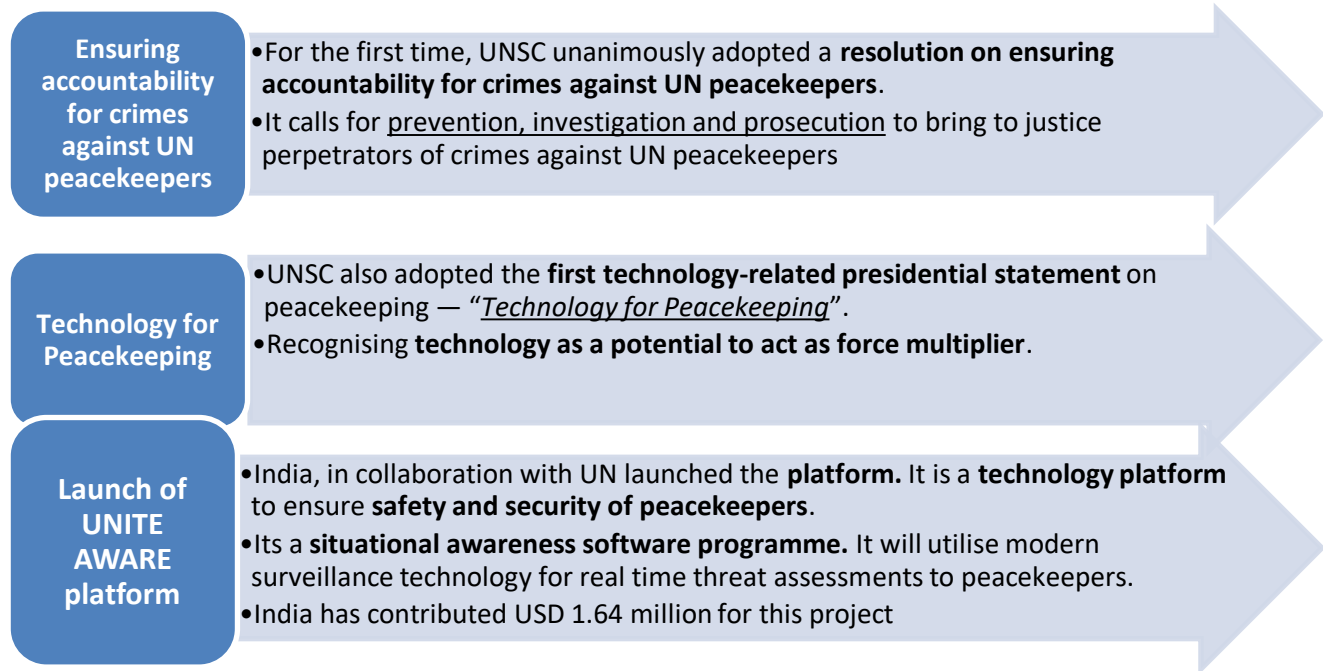 Ensuring
accountability
for crimes
against UN
peacekeepers
•For the first time, UNSC unanimously adopted a resolution on ensuring
accountability for crimes against UN peacekeepers.
•It calls for prevention, investigation and prosecution to bring to justice
perpetrators of crimes against UN peacekeepers
Technology for
Peacekeeping
•UNSC also adopted the first technology-related presidential statement on
peacekeeping — “Technology for Peacekeeping”.
•Recognising technology as a potential to act as force multiplier.
Launch of
UNITE
AWARE
platform
•India, in collaboration with UN launched the platform. It is a technology platform
to ensure safety and security of peacekeepers.
•Its a situational awareness software programme. It will utilise modern
surveillance technology for real time threat assessments to peacekeepers.
•India has contributed USD 1.64 million for this project